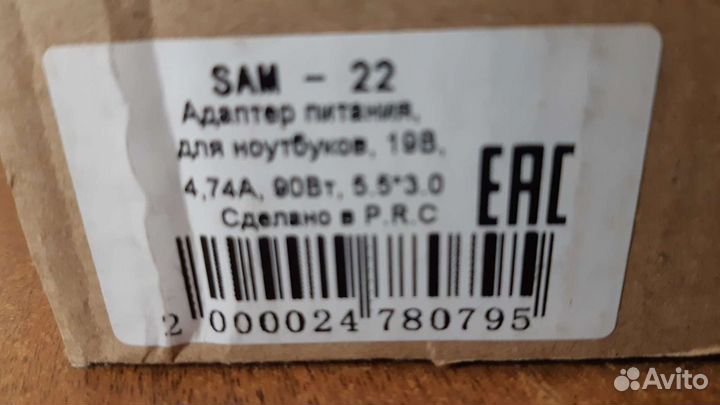 SAM - 22
Адаптер питания,
для ноутбуков, 19В,
4,74А, 90Вт, 5.5*3.0
Сделано в P.R.C
EAC
2 000024 780795
Avito